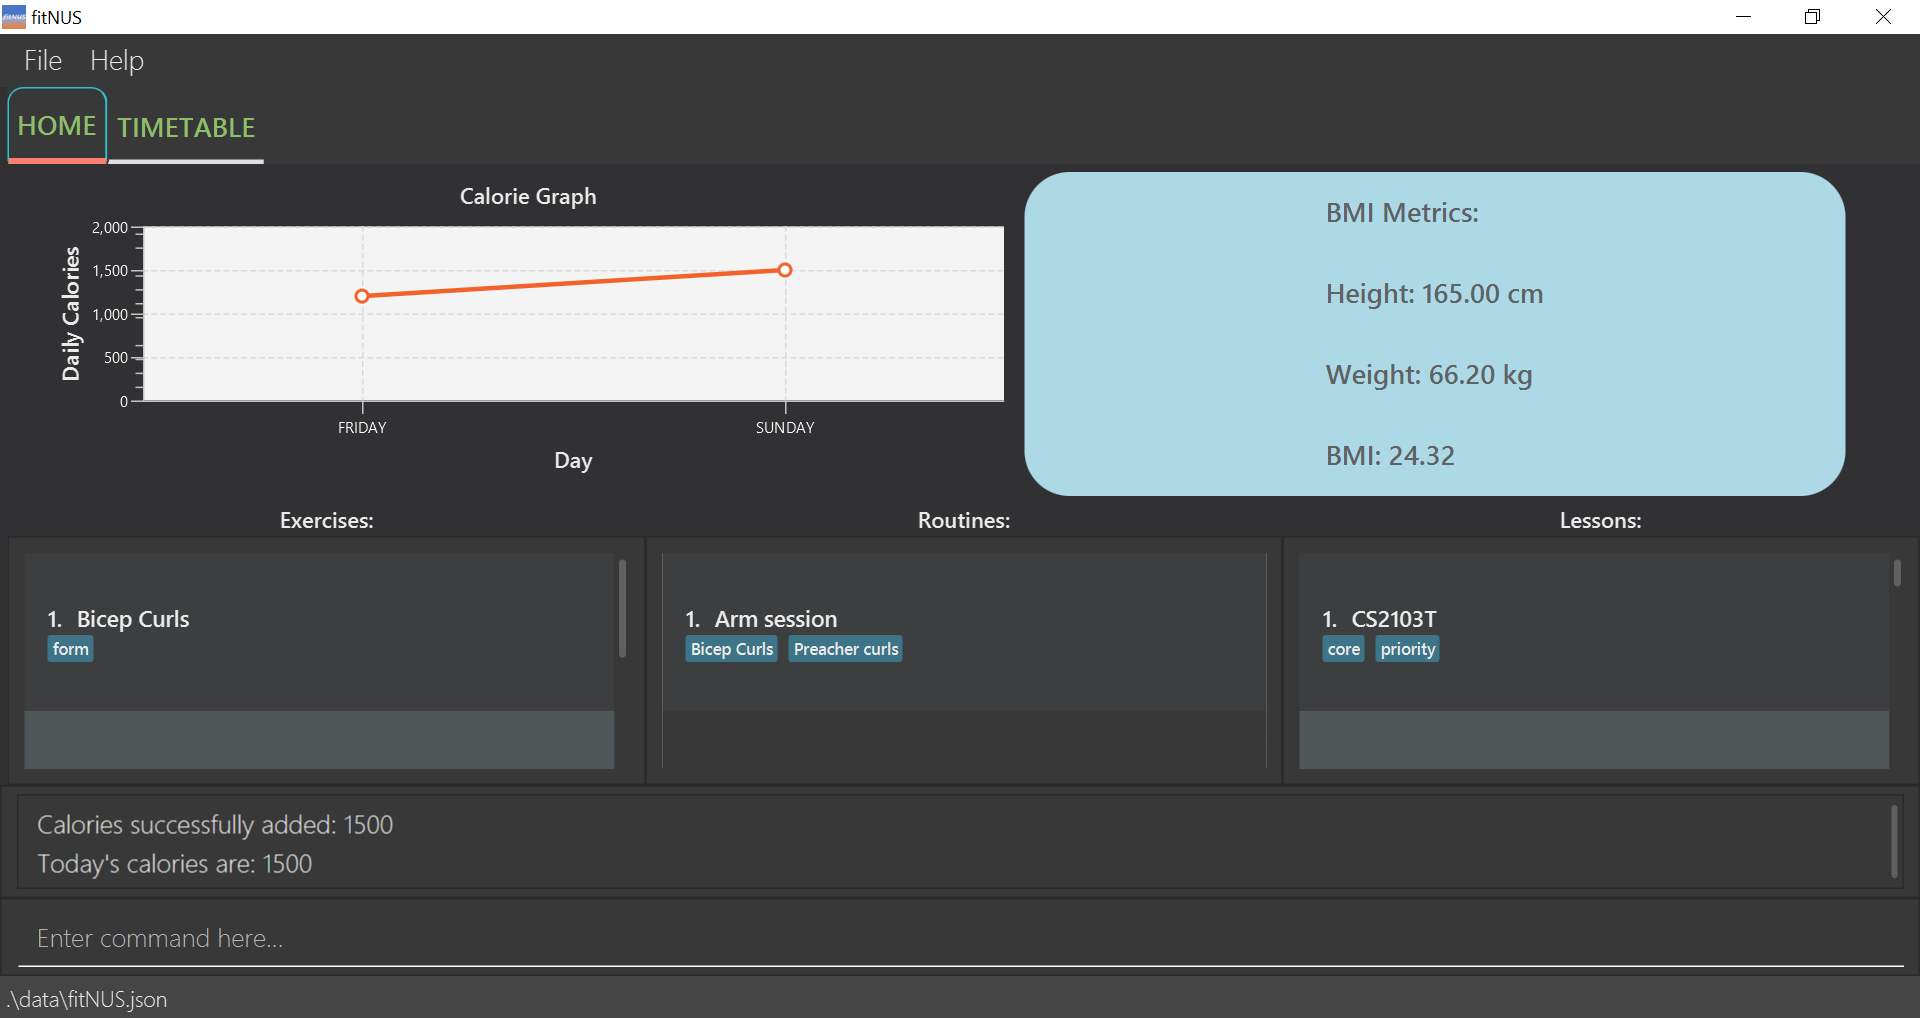 fitNUS
File Help
HOME TIMETABLE
Calorie Graph
Daily Calories
2,000
1,500
1,000
500
0
FRIDAY SUNDAY
Day
BMI Metrics:
Height: 165.00 cm
Weight: 66.20 kg
BMI: 24.32
Exercises:
1. Bicep Curls
form
Routines:
1. Arm session
Bicep Curls Preacher curls
Lessons:
1. CS2103T
core priority
Calories successfully added: 1500
Today's calories are: 1500
Enter command here...
.\data\fitNUS.json